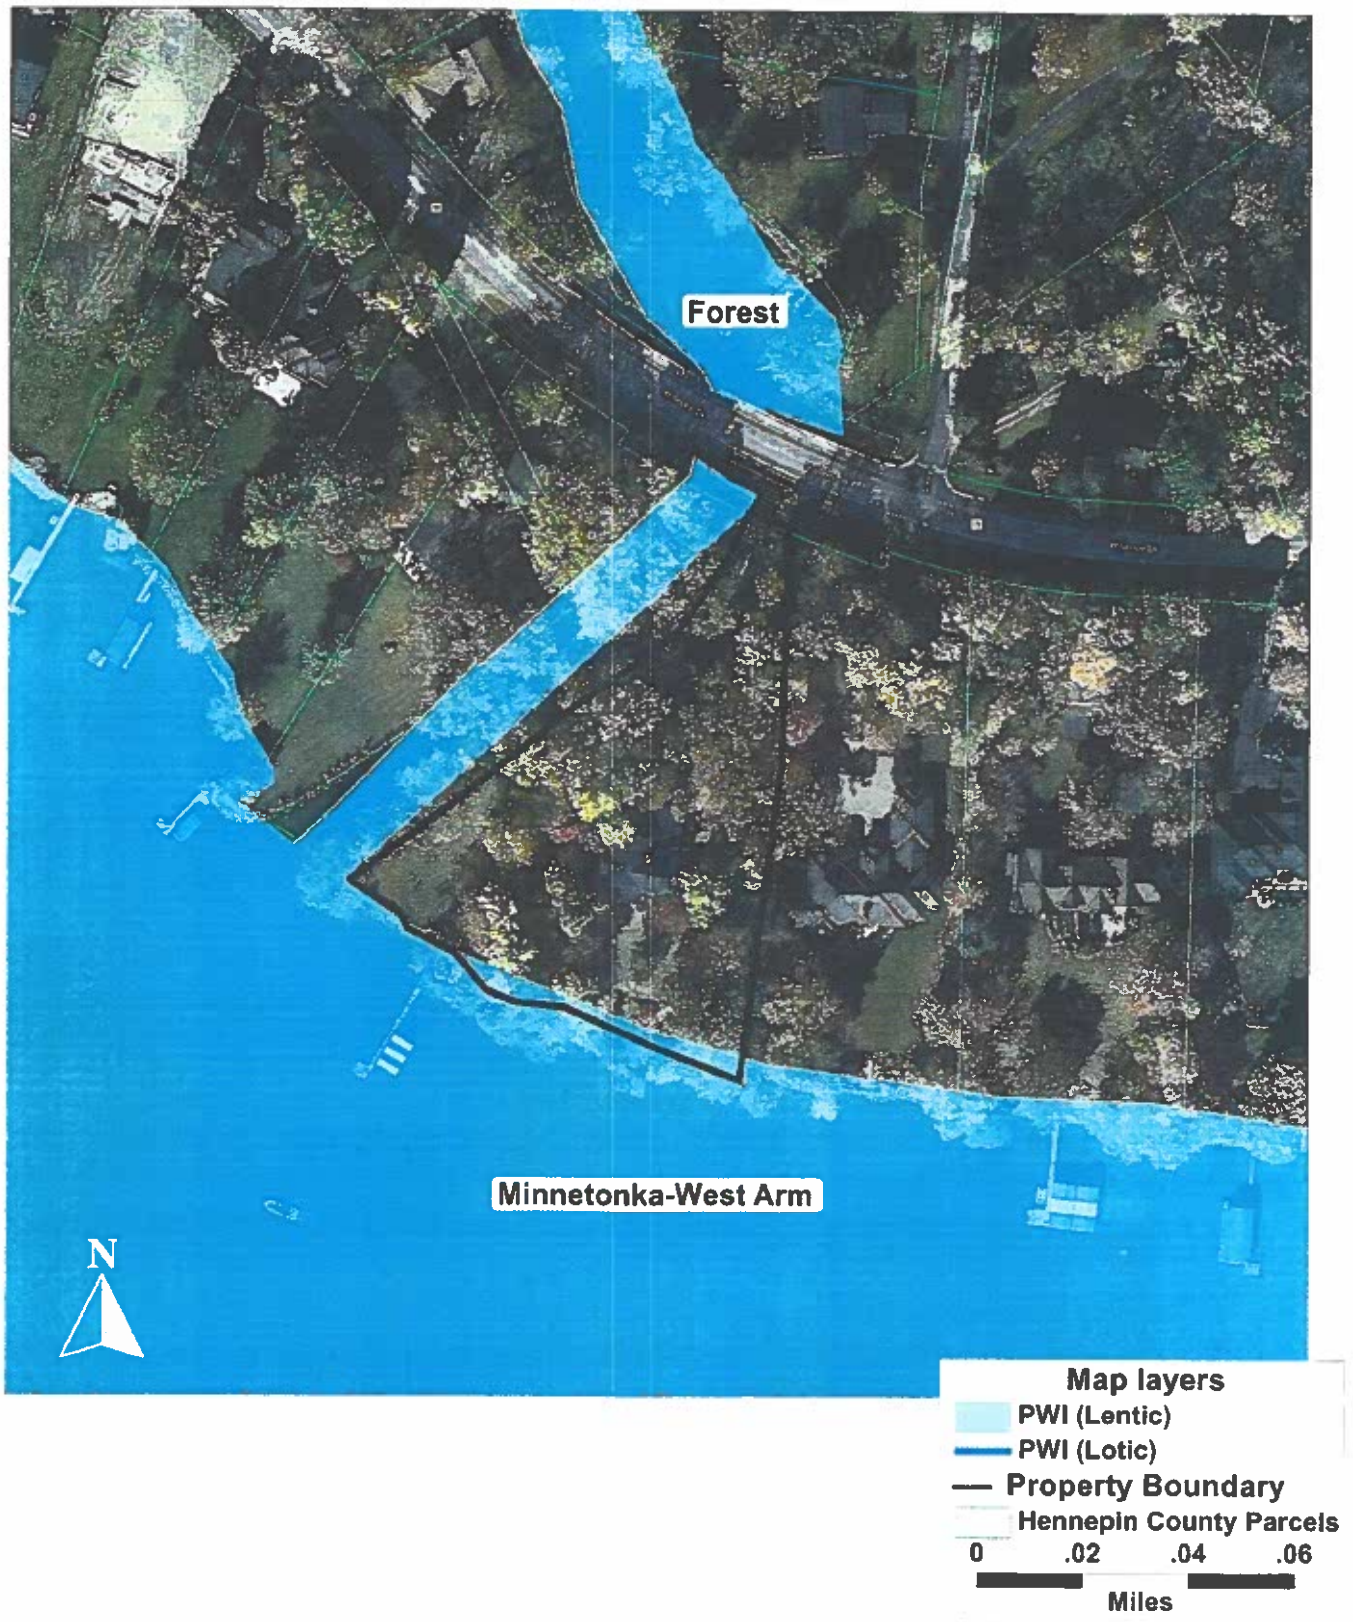 Forest
Minnetonka-West Arm
N
Map layers
PWI (Lentic)
PWI (Lotic)
Property Boundary
Hennepin County Parcels
0 .02 .04 .06
Miles